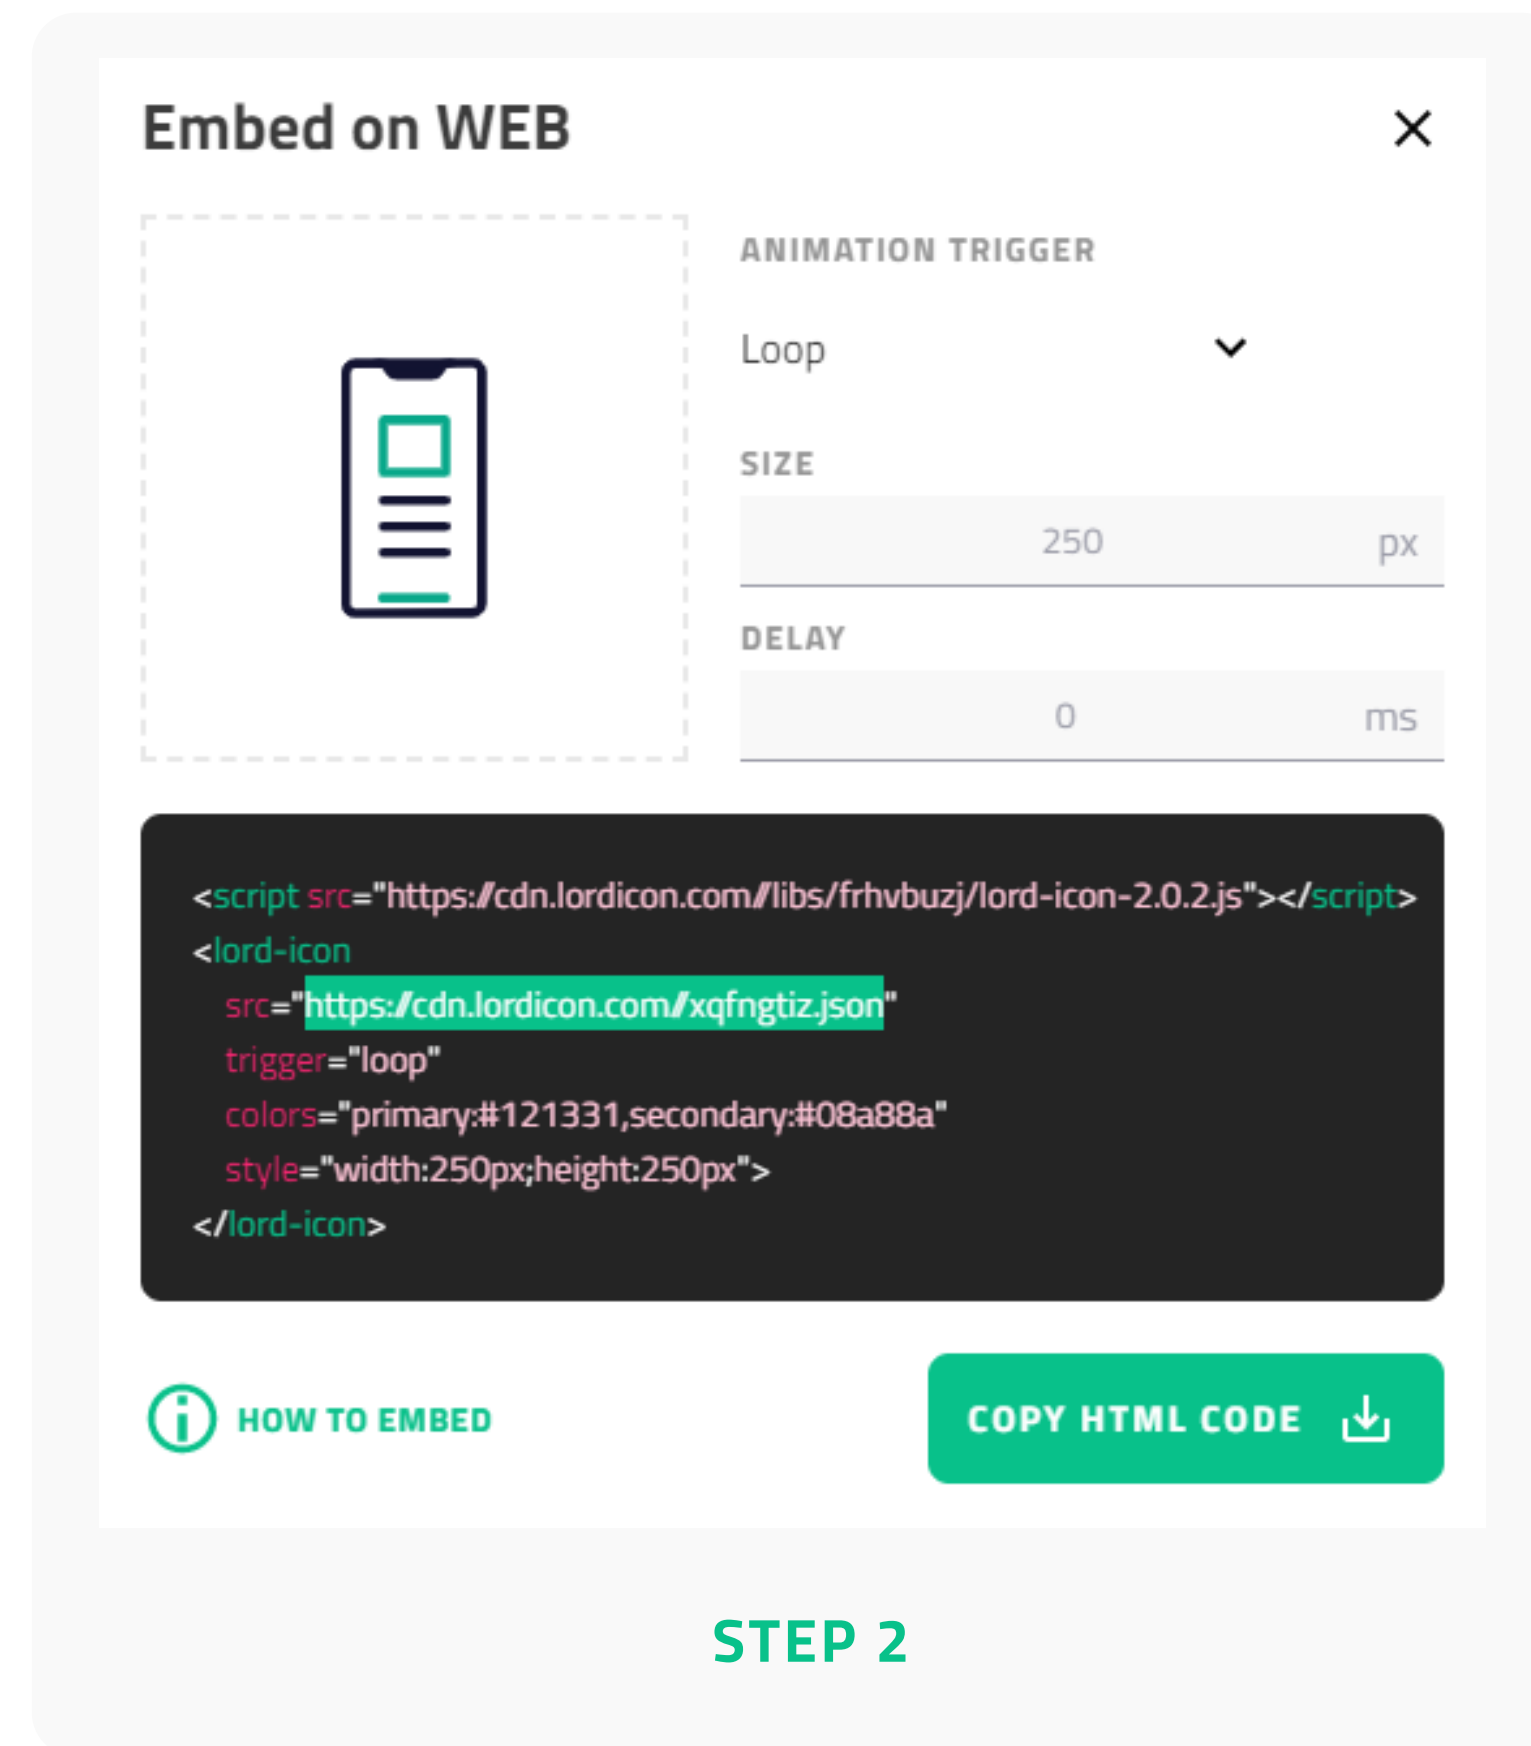 Embed on WEB
ANIMATION TRIGGER
Loop
SIZE
250 px
DELAY
0 ms
<script src="https://cdn.lordicon.com//libs/frhvbuzj/lord-icon-2.0.2.js"></script>
<lord-icon
src="https://cdn.lordicon.com//xqfngtiz.json"
trigger="loop"
colors="primary:#121331,secondary:#08a88a"
style="width:250px;height:250px">
</lord-icon>
HOW TO EMBED
COPY HTML CODE
STEP 2